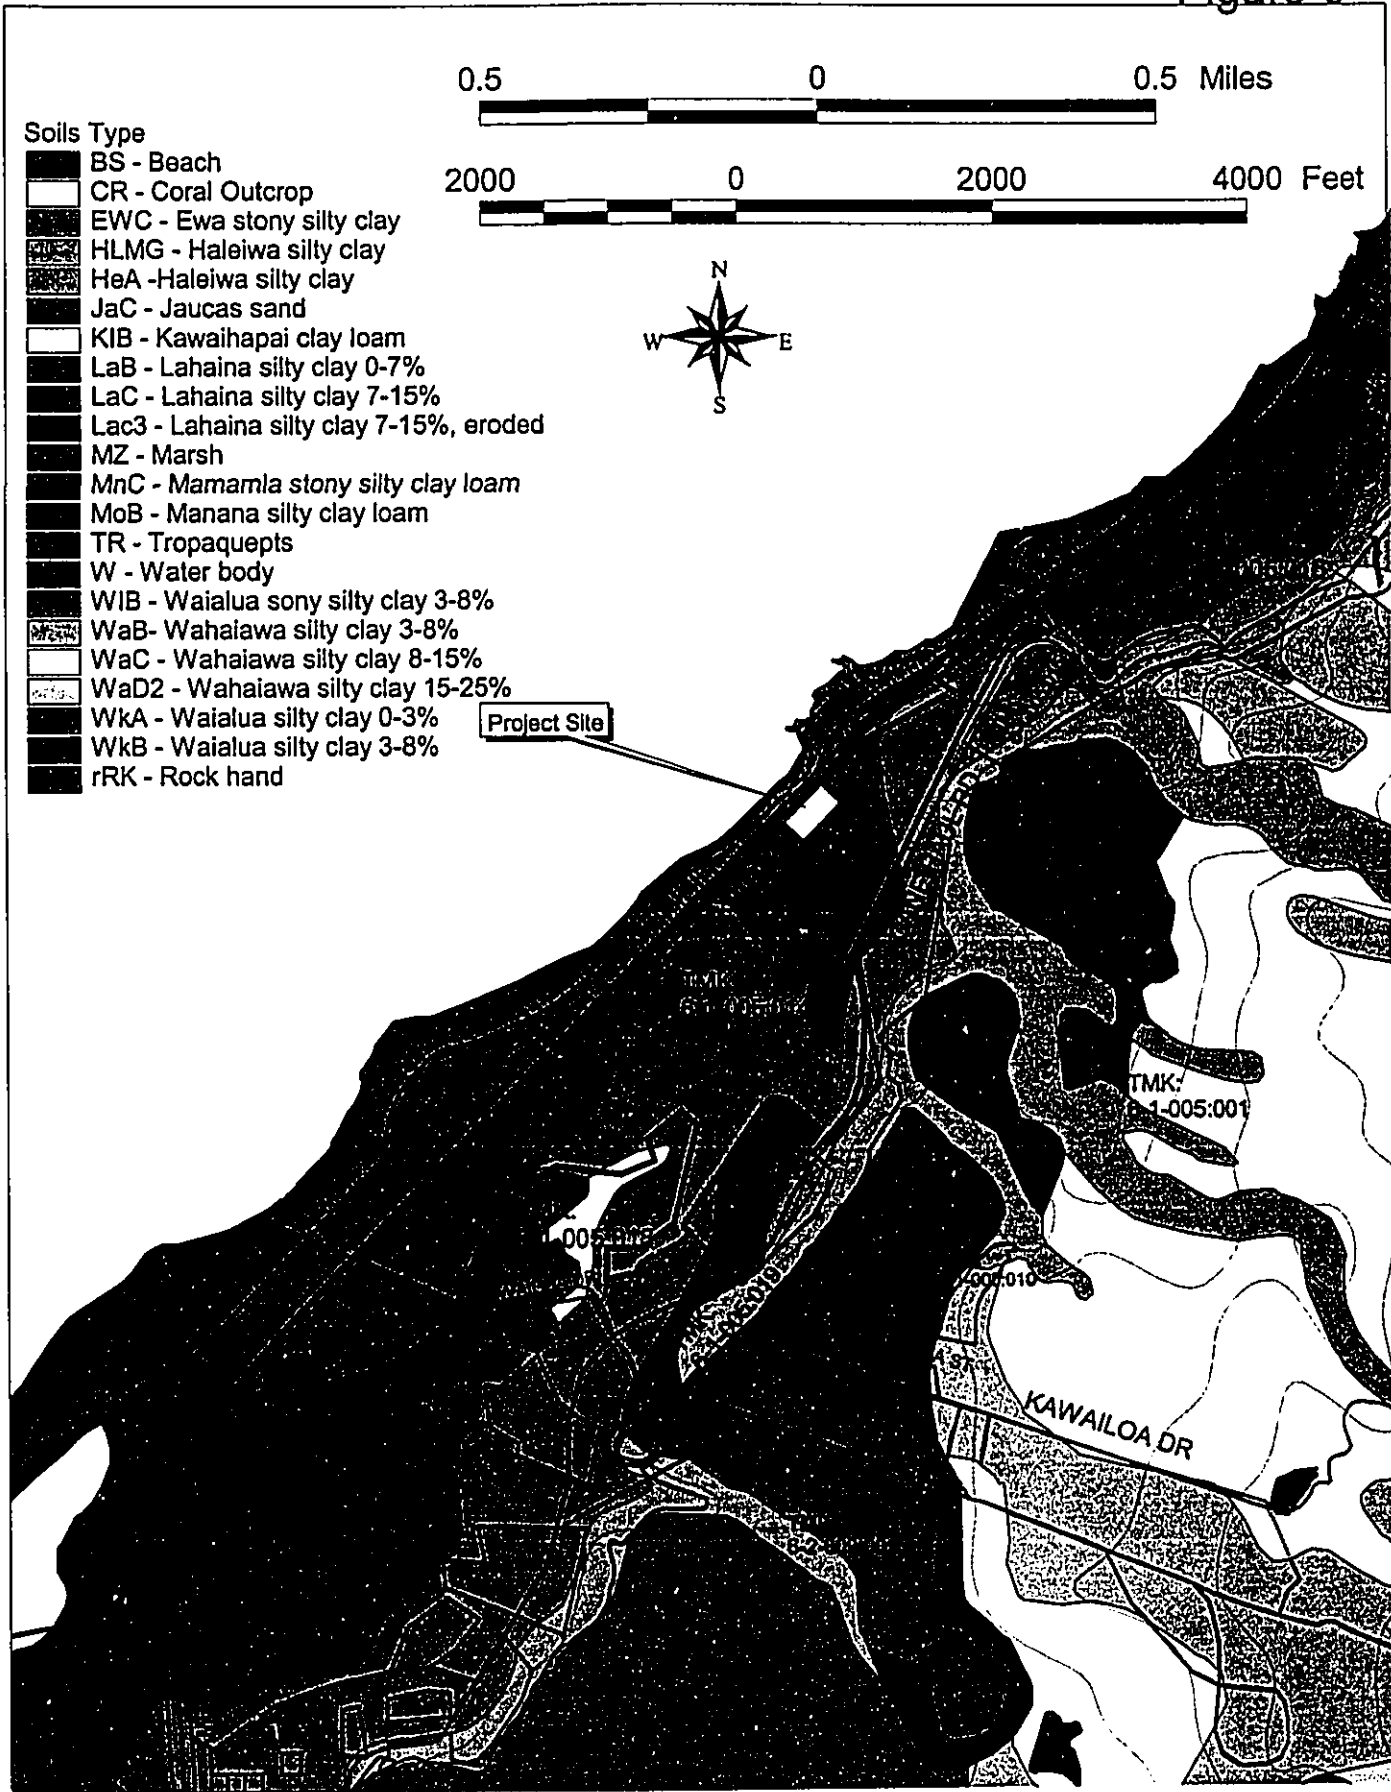 0.5 0 0.5 Miles
2000 0 2000 4000 Feet
Soils Type
BS - Beach
CR - Coral Outcrop
EWC - Ewa stony silty clay
HLMG - Haleiwa silty clay
HeA -Haleiwa silty clay
JaC - Jaucas sand
KIB - Kawaihapai clay loam
LaB - Lahaina silty clay 0-7%
LaC - Lahaina silty clay 7-15%
Lac3 - Lahaina silty clay 7-15%, eroded
MZ - Marsh
MnC - Mamamla stony silty clay loam
MoB - Manana silty clay loam
TR - Tropaquepts
W - Water body
WIB - Waialua sony silty clay 3-8%
WaB- Wahaiawa silty clay 3-8%
WaC - Wahaiawa silty clay 8-15%
WaD2 - Wahaiawa silty clay 15-25%
WkA - Waialua silty clay 0-3%
WkB - Waialua silty clay 3-8%
rRK - Rock hand
N
W E
S
Project Site
TMK:
TMK:
1-005:001
KAWAILOA DR